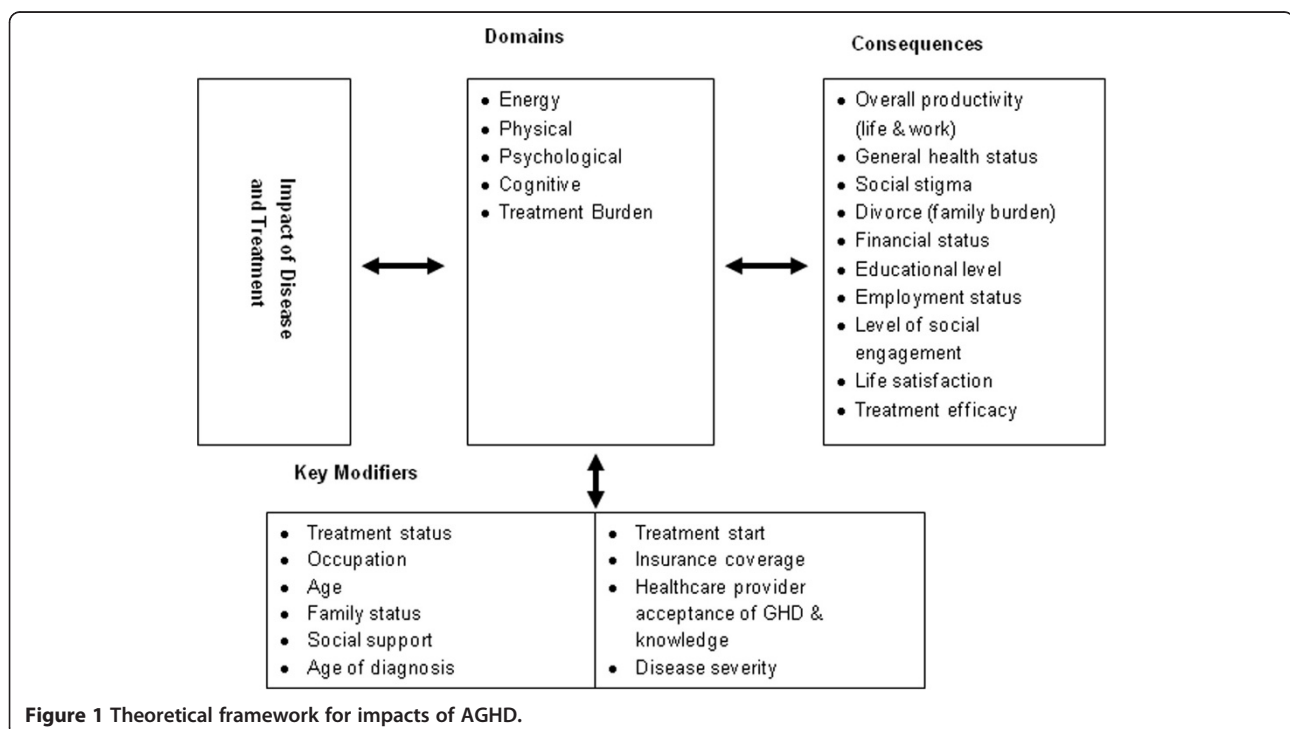 Domains
Consequences
Impact of Disease
and Treatment
● Energy
● Physical
● Psychological
● Cognitive
● Treatment Burden
● Overall productivity
(life & work)
● General health status
● Social stigma
● Divorce (family burden)
● Financial status
● Educational level
● Employment status
● Level of social
engagement
● Life satisfaction
● Treatment efficacy
Key Modifiers
● Treatment status
● Occupation
● Age
● Family status
● Social support
● Age of diagnosis
● Treatment start
● Insurance coverage
● Healthcare provider
acceptance of GHD &
knowledge
● Disease severity
Figure 1 Theoretical framework for impacts of AGHD.